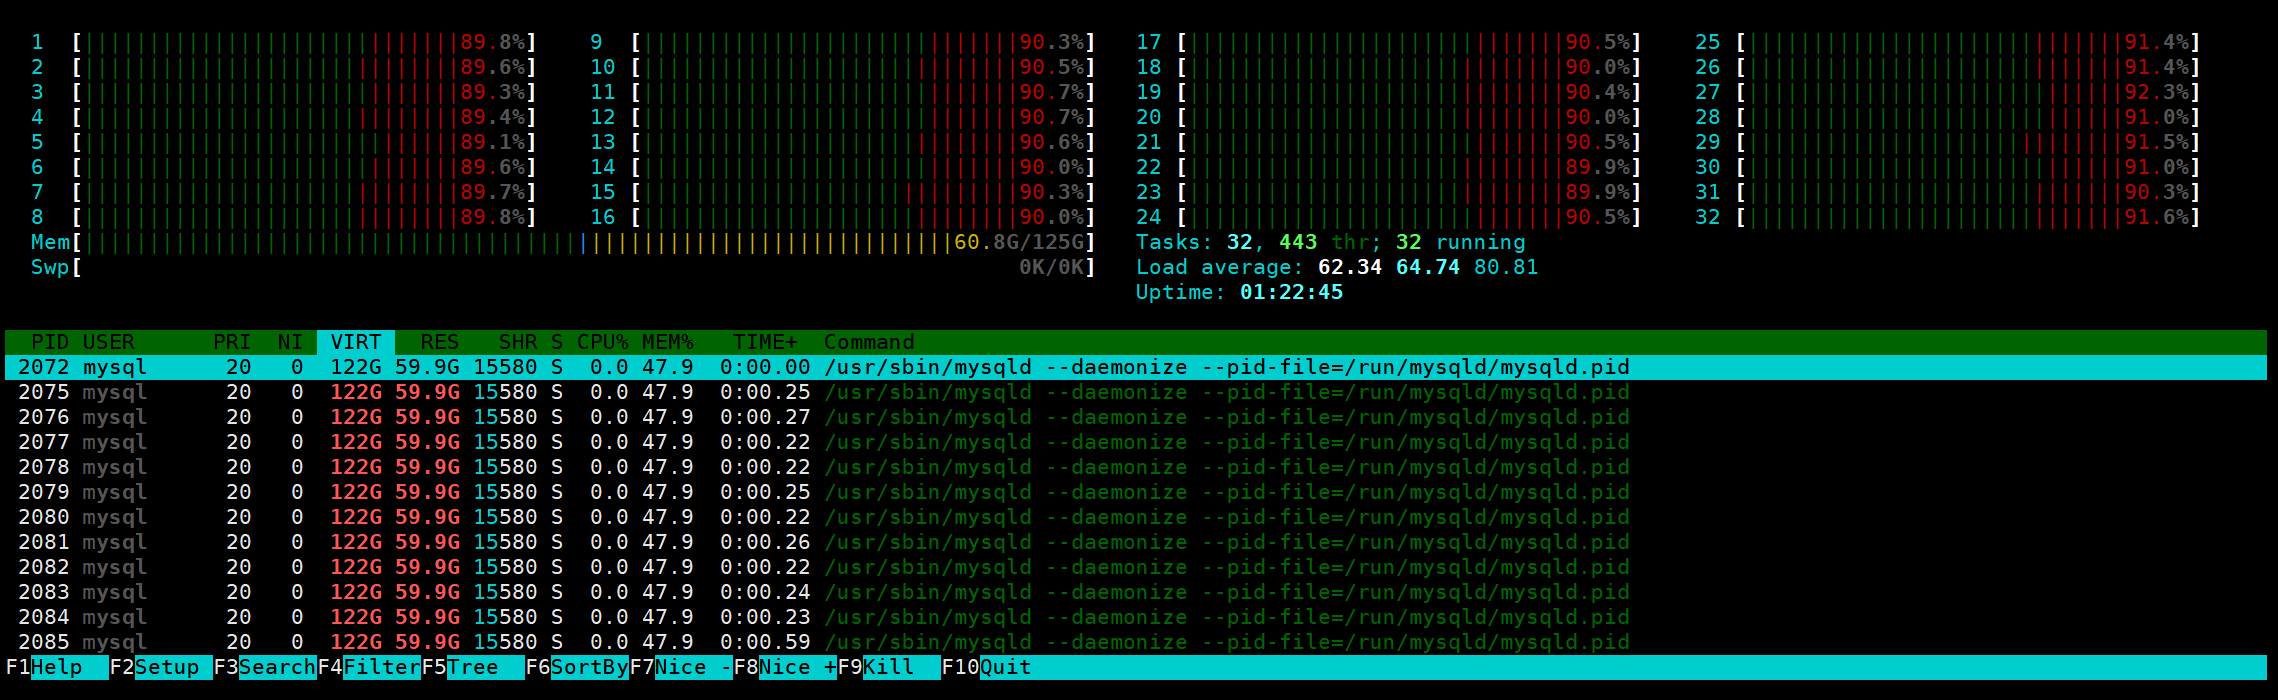 1 [89.8%] 9 [90.3%] 17 [90.5%] 25 [91.4%]
2 [89.6%] 10 [90.5%] 18 [90.0%] 26 [91.4%]
3 [89.3%] 11 [90.7%] 19 [90.4%] 27 [92.3%]
4 [89.4%] 12 [90.7%] 20 [90.0%] 28 [91.0%]
5 [89.1%] 13 [90.6%] 21 [90.5%] 29 [91.5%]
6 [89.6%] 14 [90.0%] 22 [89.9%] 30 [91.0%]
7 [89.7%] 15 [90.3%] 23 [89.9%] 31 [90.3%]
8 [89.8%] 16 [90.0%] 24 [90.5%] 32 [91.6%]
Mem[60.8G/125G] Tasks: 32, 443 thr; 32 running
Swp[0K/0K] Load average: 62.34 64.74 80.81
Uptime: 01:22:45
PID USER PRI NI VIRT RES SHR S CPU% MEM% TIME+ Command
2072 mysql 20 0 122G 59.9G 15580 S 0.0 47.9 0:00.00 /usr/sbin/mysqld --daemonize --pid-file=/run/mysqld/mysqld.pid
2075 mysql 20 0 122G 59.9G 15580 S 0.0 47.9 0:00.25 /usr/sbin/mysqld --daemonize --pid-file=/run/mysqld/mysqld.pid
2076 mysql 20 0 122G 59.9G 15580 S 0.0 47.9 0:00.27 /usr/sbin/mysqld --daemonize --pid-file=/run/mysqld/mysqld.pid
2077 mysql 20 0 122G 59.9G 15580 S 0.0 47.9 0:00.22 /usr/sbin/mysqld --daemonize --pid-file=/run/mysqld/mysqld.pid
2078 mysql 20 0 122G 59.9G 15580 S 0.0 47.9 0:00.22 /usr/sbin/mysqld --daemonize --pid-file=/run/mysqld/mysqld.pid
2079 mysql 20 0 122G 59.9G 15580 S 0.0 47.9 0:00.25 /usr/sbin/mysqld --daemonize --pid-file=/run/mysqld/mysqld.pid
2080 mysql 20 0 122G 59.9G 15580 S 0.0 47.9 0:00.22 /usr/sbin/mysqld --daemonize --pid-file=/run/mysqld/mysqld.pid
2081 mysql 20 0 122G 59.9G 15580 S 0.0 47.9 0:00.26 /usr/sbin/mysqld --daemonize --pid-file=/run/mysqld/mysqld.pid
2082 mysql 20 0 122G 59.9G 15580 S 0.0 47.9 0:00.22 /usr/sbin/mysqld --daemonize --pid-file=/run/mysqld/mysqld.pid
2083 mysql 20 0 122G 59.9G 15580 S 0.0 47.9 0:00.24 /usr/sbin/mysqld --daemonize --pid-file=/run/mysqld/mysqld.pid
2084 mysql 20 0 122G 59.9G 15580 S 0.0 47.9 0:00.23 /usr/sbin/mysqld --daemonize --pid-file=/run/mysqld/mysqld.pid
2085 mysql 20 0 122G 59.9G 15580 S 0.0 47.9 0:00.59 /usr/sbin/mysqld --daemonize --pid-file=/run/mysqld/mysqld.pid
F1Help F2Setup F3SearchF4FilterF5Tree F6SortByF7Nice -F8Nice +F9Kill F10Quit